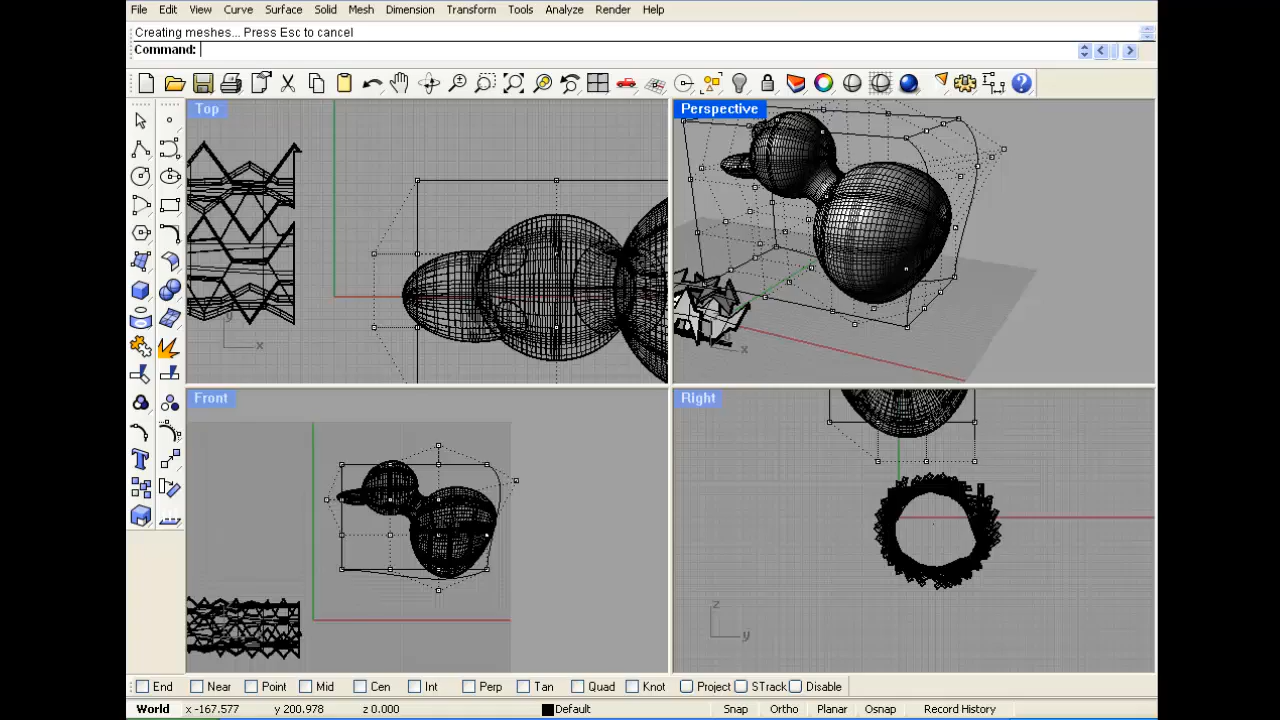 File Edit View Curve Surface Solid Mesh Dimension Transform Tools Analyze Render Help
Creating meshes... Press Esc to cancel
Command:
Top
Perspective
y
x
x
Front
Right
z
y
End Near Point Mid Cen Int Perp Tan Quad Knot Project STrack Disable
World x -167.577 y 200.978 z 0.000 Default Snap Ortho Planar Osnap Record History